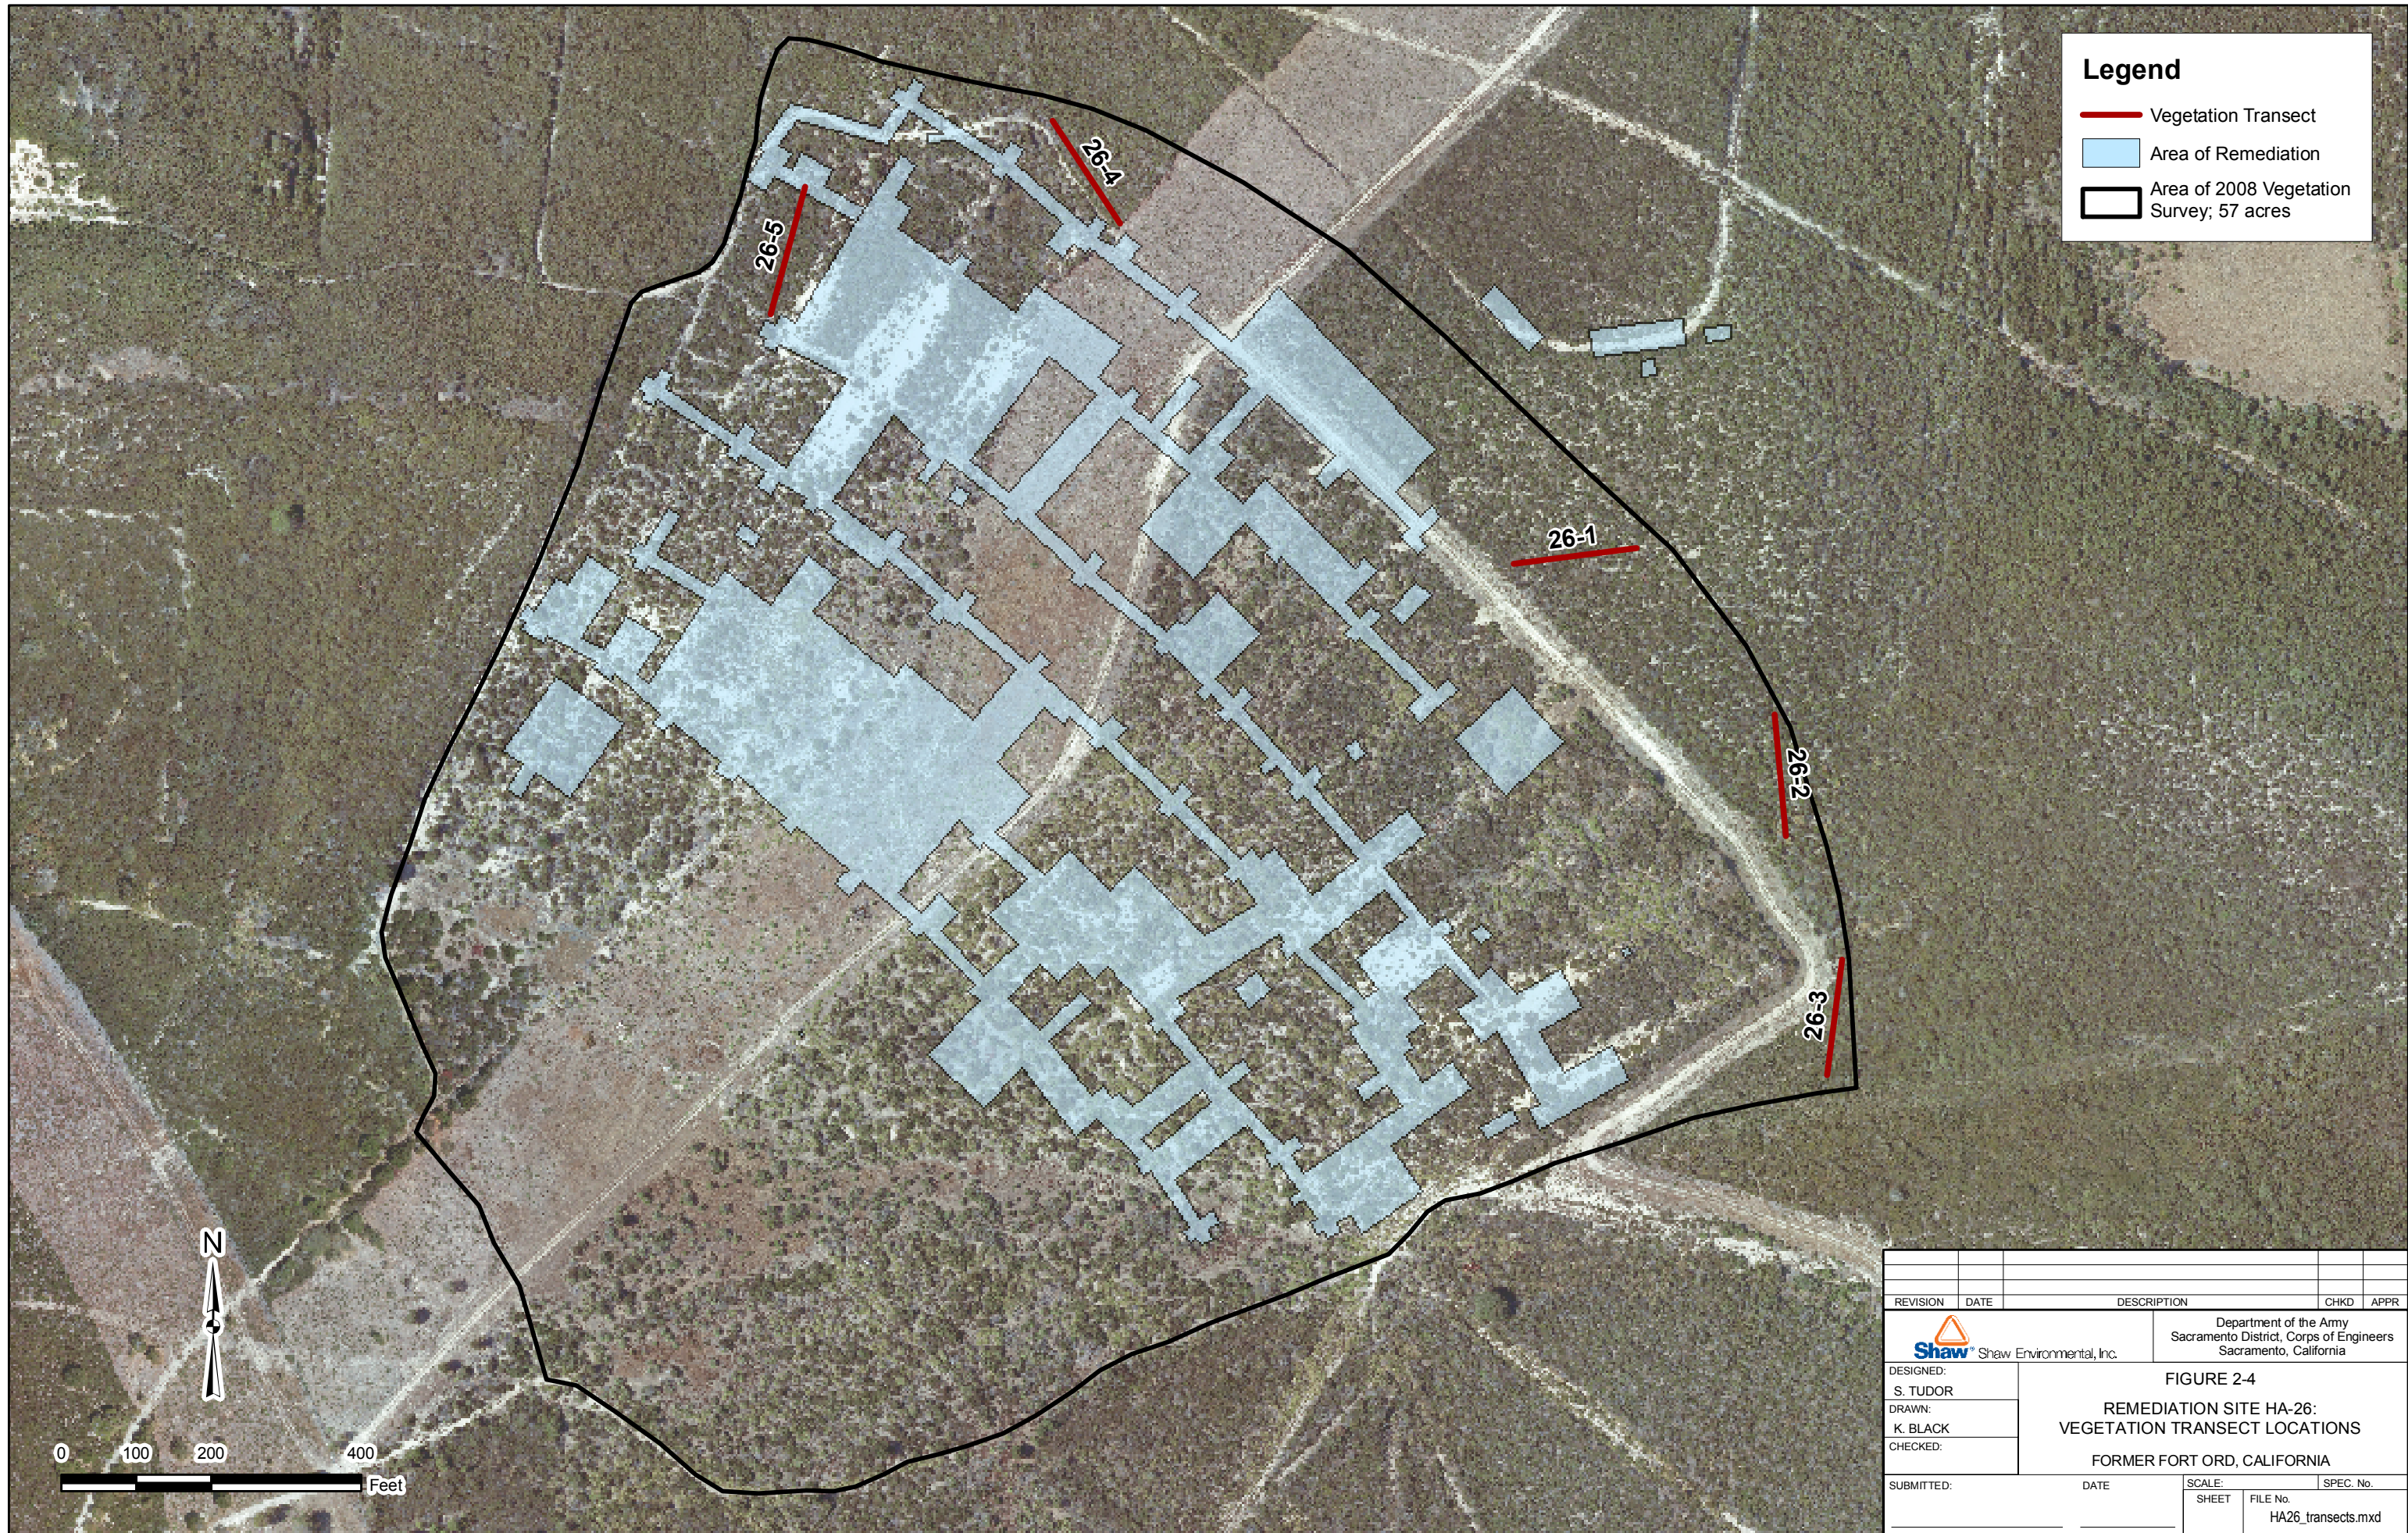 Legend
Vegetation Transect
Area of Remediation
Area of 2008 Vegetation
Survey; 57 acres
26-4
26-5
26-1
26-2
26-3
N
0 100 200 400
Feet
REVISION DATE DESCRIPTION CHKD APPR
Shaw® Shaw Environmental, Inc.
Department of the Army
Sacramento District, Corps of Engineers
Sacramento, California
DESIGNED:
S. TUDOR
DRAWN:
K. BLACK
CHECKED:
FIGURE 2-4
REMEDIATION SITE HA-26:
VEGETATION TRANSECT LOCATIONS
FORMER FORT ORD, CALIFORNIA
SUBMITTED: DATE
SCALE: SPEC. No.
SHEET FILE No.
HA26_transects.mxd